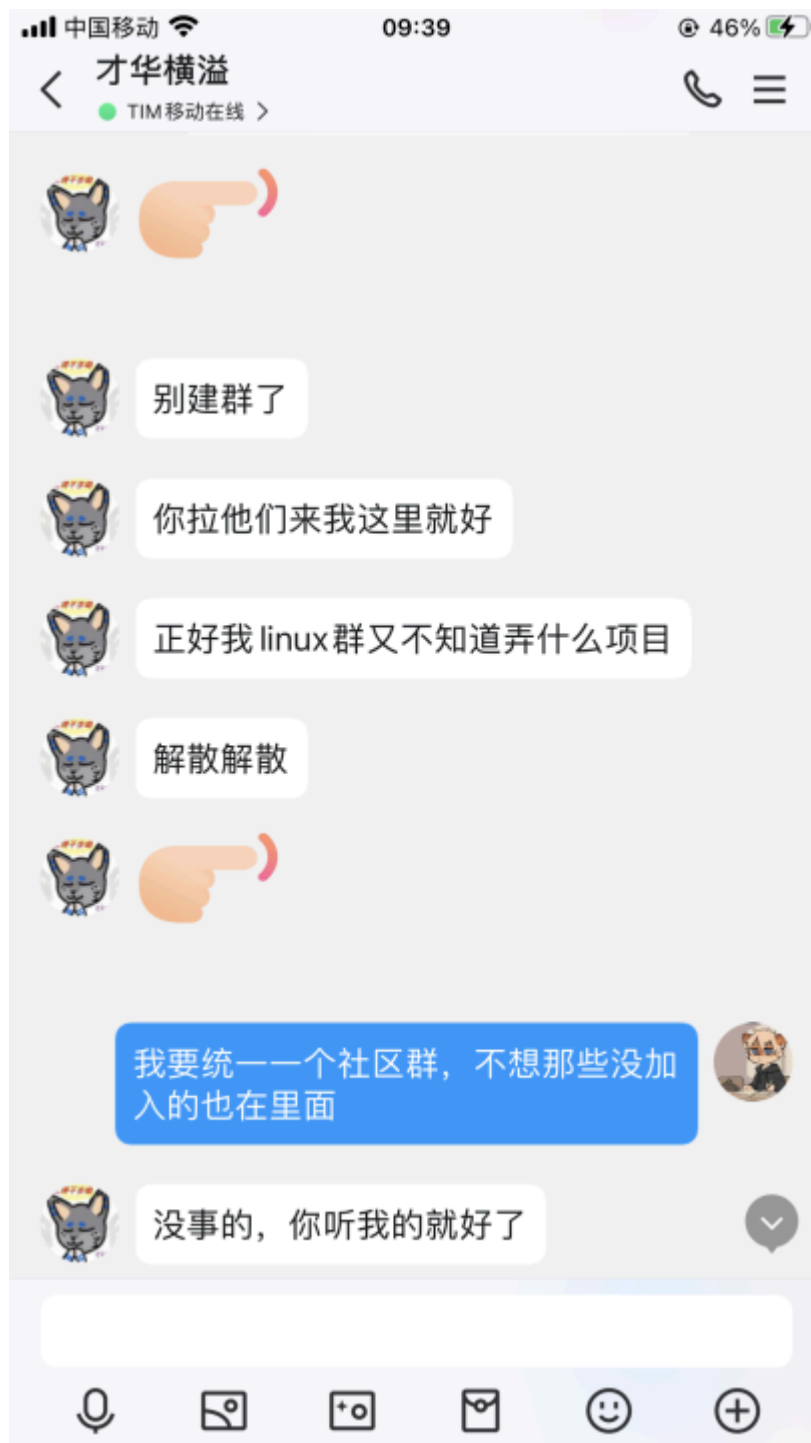 中国移动 09:39 46%
才华横溢
TIM移动在线
别建群了
你拉他们来我这里就好
正好我linux群又不知道弄什么项目
解散解散
我要统一一个社区群，不想那些没加
入的也在里面
没事的，你听我的就好了